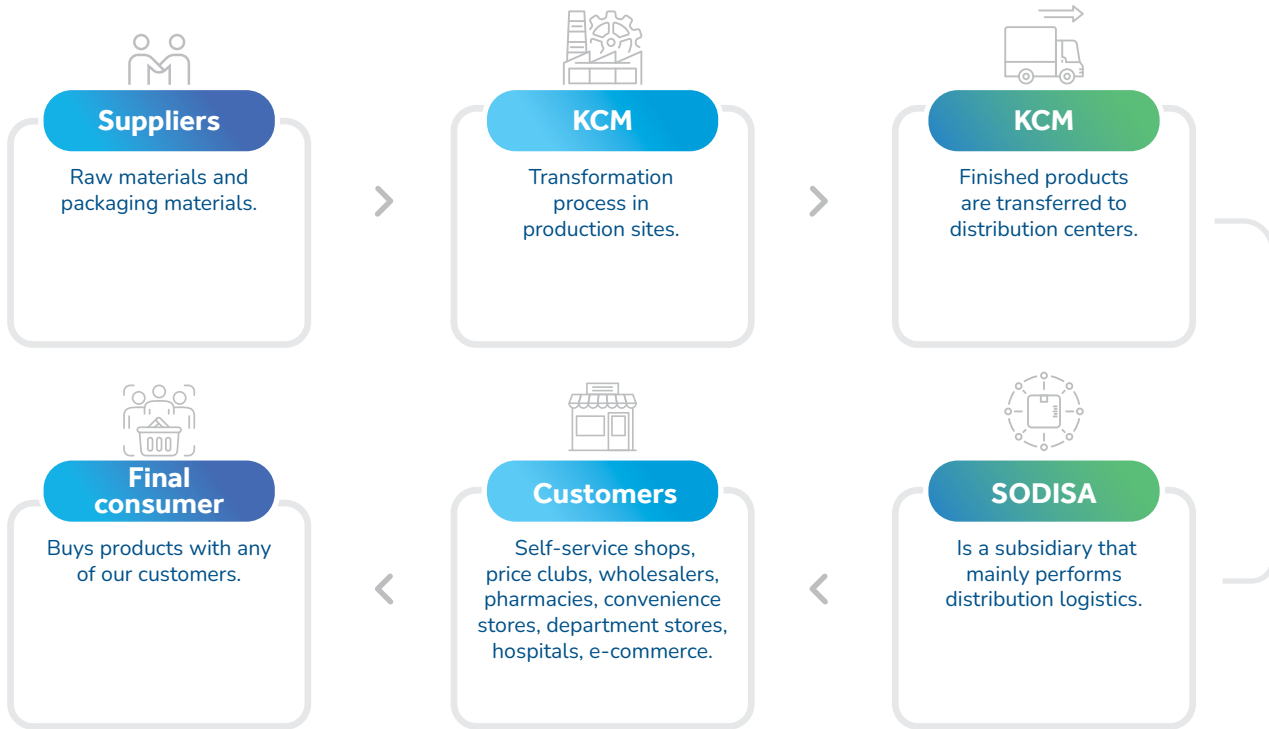 Suppliers
Raw materials and
packaging materials.
KCM
Transformation
process in
production sites.
KCM
Finished products
are transferred to
distribution centers.
SODISA
Is a subsidiary that
mainly performs
distribution logistics.
Customers
Self-service shops,
price clubs, wholesalers,
pharmacies, convenience
stores, department stores,
hospitals, e-commerce.
Final
consumer
Buys products with any
of our customers.